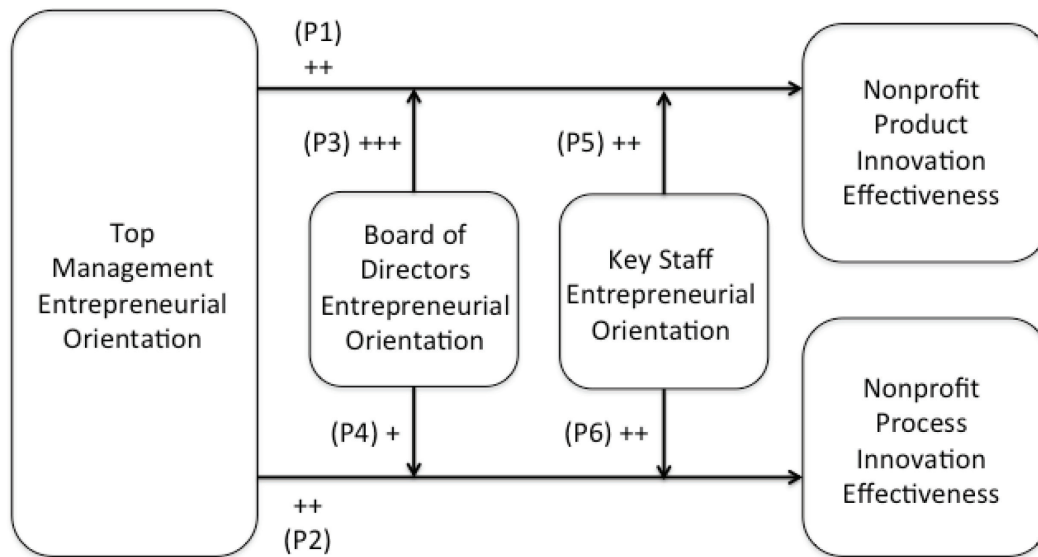 Top
Management
Entrepreneurial
Orientation
(P1)
++
(P3) +++
(P5) ++
Board of
Directors
Entrepreneurial
Orientation
Key Staff
Entrepreneurial
Orientation
(P4) +
(P6) ++
++
(P2)
Nonprofit
Product
Innovation
Effectiveness
Nonprofit
Process
Innovation
Effectiveness